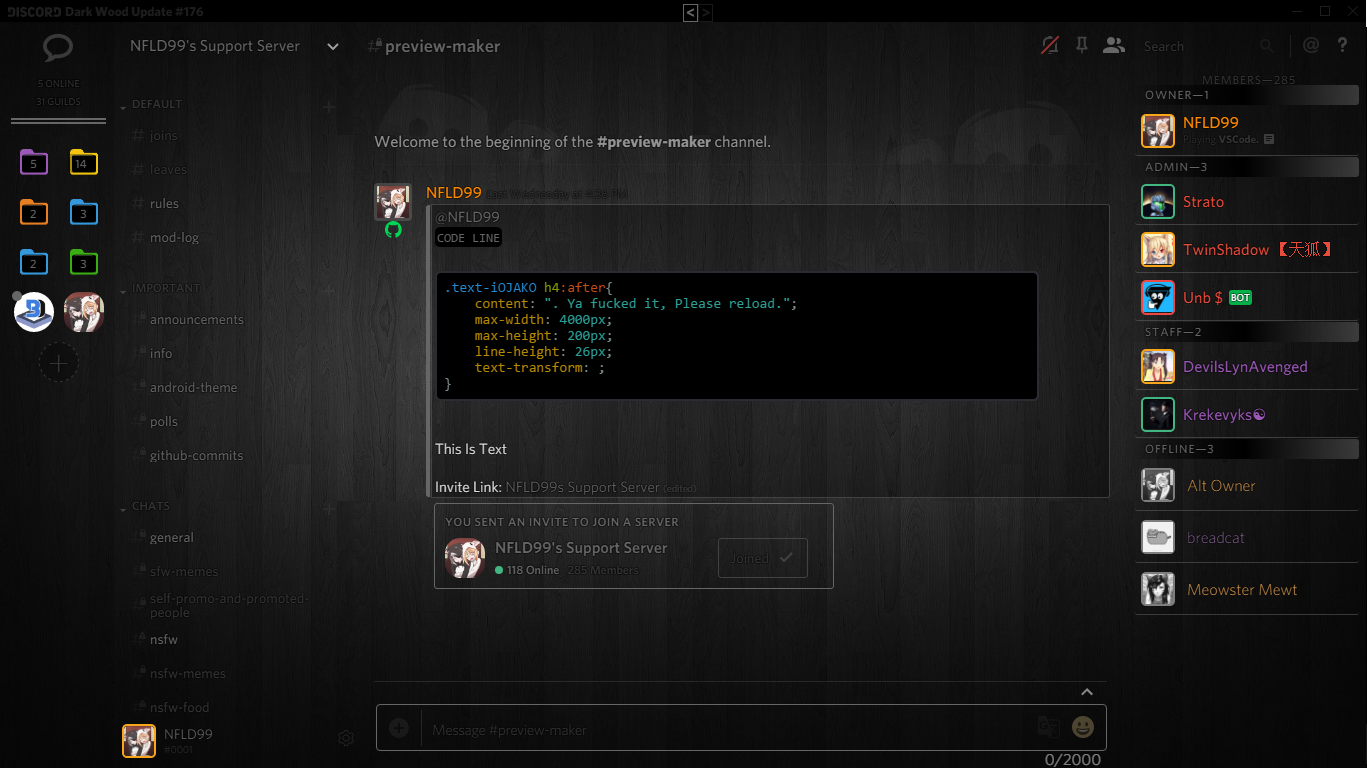 DISCORD Dark Wood Update #176
< >
NFLD99's Support Server
#preview-maker
Search
@ ?
5 ONLINE
31 GUILDS
5
14
2
3
2
3
DEFAULT
# joins
# leaves
# rules
# mod-log
IMPORTANT
announcements
info
android-theme
polls
github-commits
CHATS
general
sfw-memes
self-promo-and-promoted-
people
nsfw
nsfw-memes
nsfw-food
NFLD99
#0001
Welcome to the beginning of the #preview-maker channel.
NFLD99 Last Wednesday at
@NFLD99
CODE LINE
.text-iOJAKO h4:after{
    content: ". Ya fucked it, Please reload.";
    max-width: 4000px;
    max-height: 200px;
    line-height: 26px;
    text-transform: ;
}
This Is Text
Invite Link: NFLD99s Support Server (edited)
YOU SENT AN INVITE TO JOIN A SERVER
NFLD99's Support Server
118 Online 285 Members
Joined
Message #preview-maker
0/2000
MEMBERS—285
OWNER—1
NFLD99
Playing VSCode.
ADMIN—3
Strato
TwinShadow 【天狐】
Unb $ BOT
STAFF—2
DevilsLynAvenged
Krekevyks☯
OFFLINE—3
Alt Owner
breadcat
Meowster Mewt